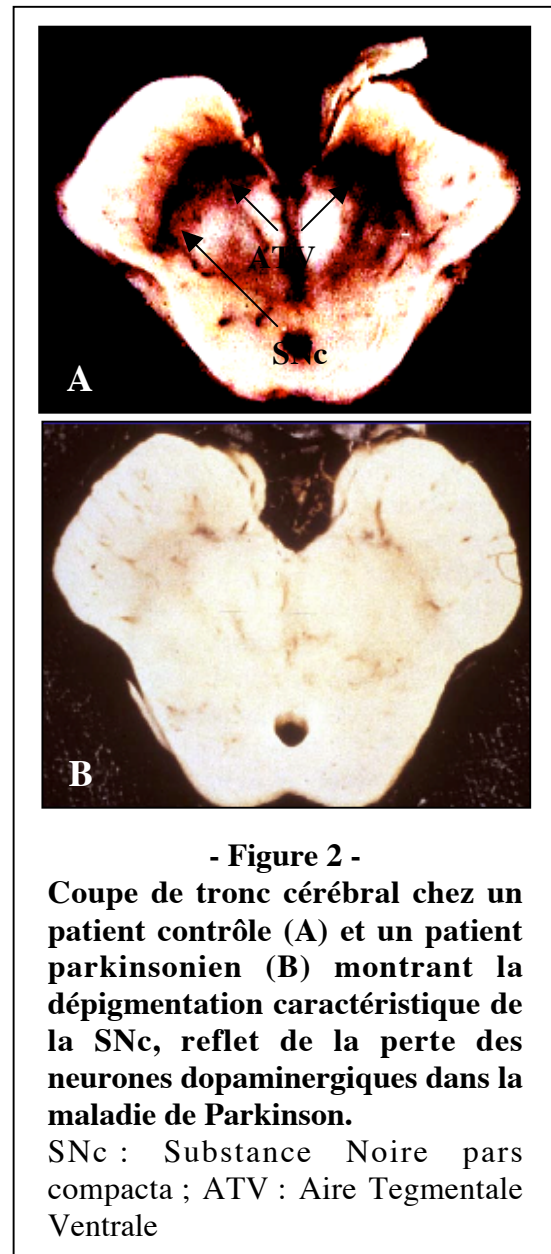 ATV
SNc
A
B
- Figure 2 -
Coupe de tronc cérébral chez un
patient contrôle (A) et un patient
parkinsonien (B) montrant la
dépigmentation caractéristique de
la SNc, reflet de la perte des
neurones dopaminergiques dans la
maladie de Parkinson.
SNc : Substance Noire pars
compacta ; ATV : Aire Tegmentale
Ventrale